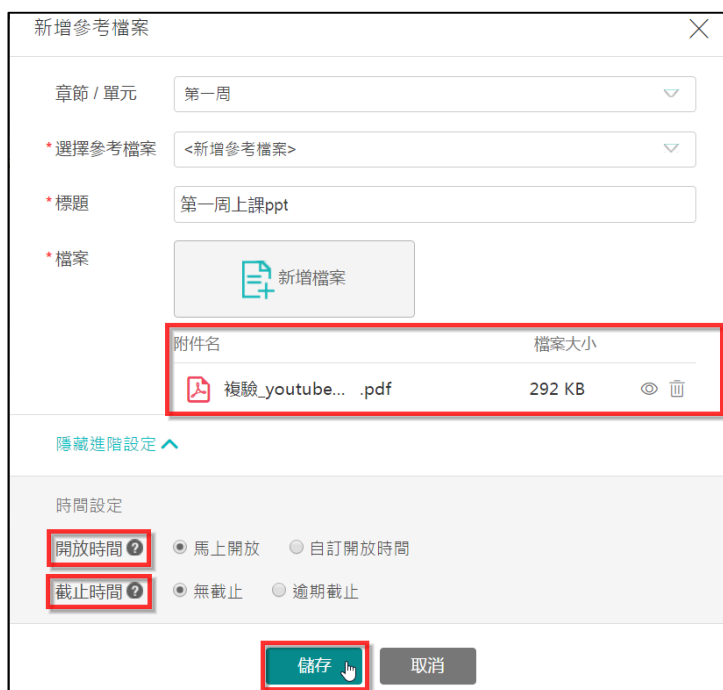 新增參考檔案
章節 / 單元
第一周
*選擇參考檔案
<新增參考檔案>
*標題
第一周上課ppt
*檔案
新增檔案
附件名 檔案大小
複驗_youtube... .pdf 292 KB
隱藏進階設定
時間設定
開放時間 ? 馬上開放 自訂開放時間
截止時間 ? 無截止 逾期截止
儲存 取消